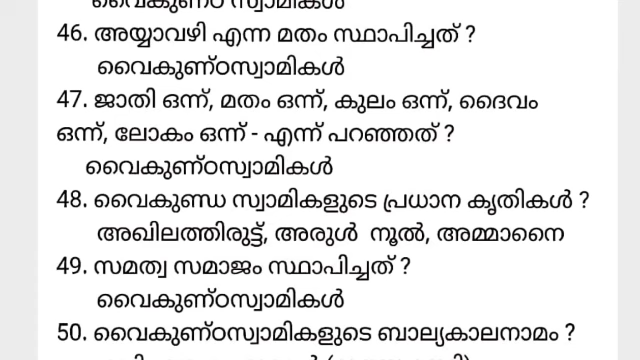 വൈകുണ്ഠ സ്വാമികൾ
46. അയ്യാവഴി എന്ന മതം സ്ഥാപിച്ചത് ?
വൈകുണ്ഠസ്വാമികൾ
47. ജാതി ഒന്ന്, മതം ഒന്ന്, കുലം ഒന്ന്, ദൈവം
ഒന്ന്, ലോകം ഒന്ന് - എന്ന് പറഞ്ഞത് ?
വൈകുണ്ഠസ്വാമികൾ
48. വൈകുണ്ഡ സ്വാമികളുടെ പ്രധാന കൃതികൾ ?
അഖിലത്തിരുട്ട്, അരുൾ നൂൽ, അമ്മാനൈ
49. സമത്വ സമാജം സ്ഥാപിച്ചത് ?
വൈകുണ്ഠസ്വാമികൾ
50. വൈകുണ്ഠസ്വാമികളുടെ ബാല്യകാലനാമം ?